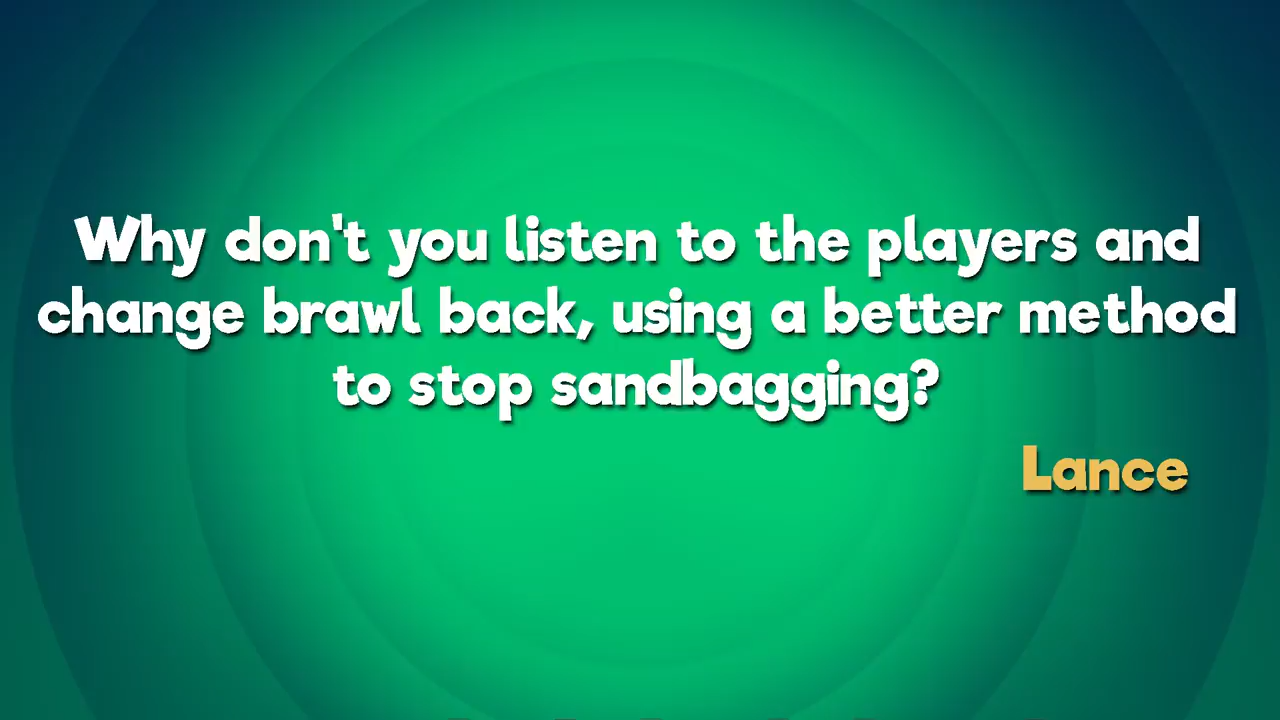 Why don't you listen to the players and
change brawl back, using a better method
to stop sandbagging?
Lance